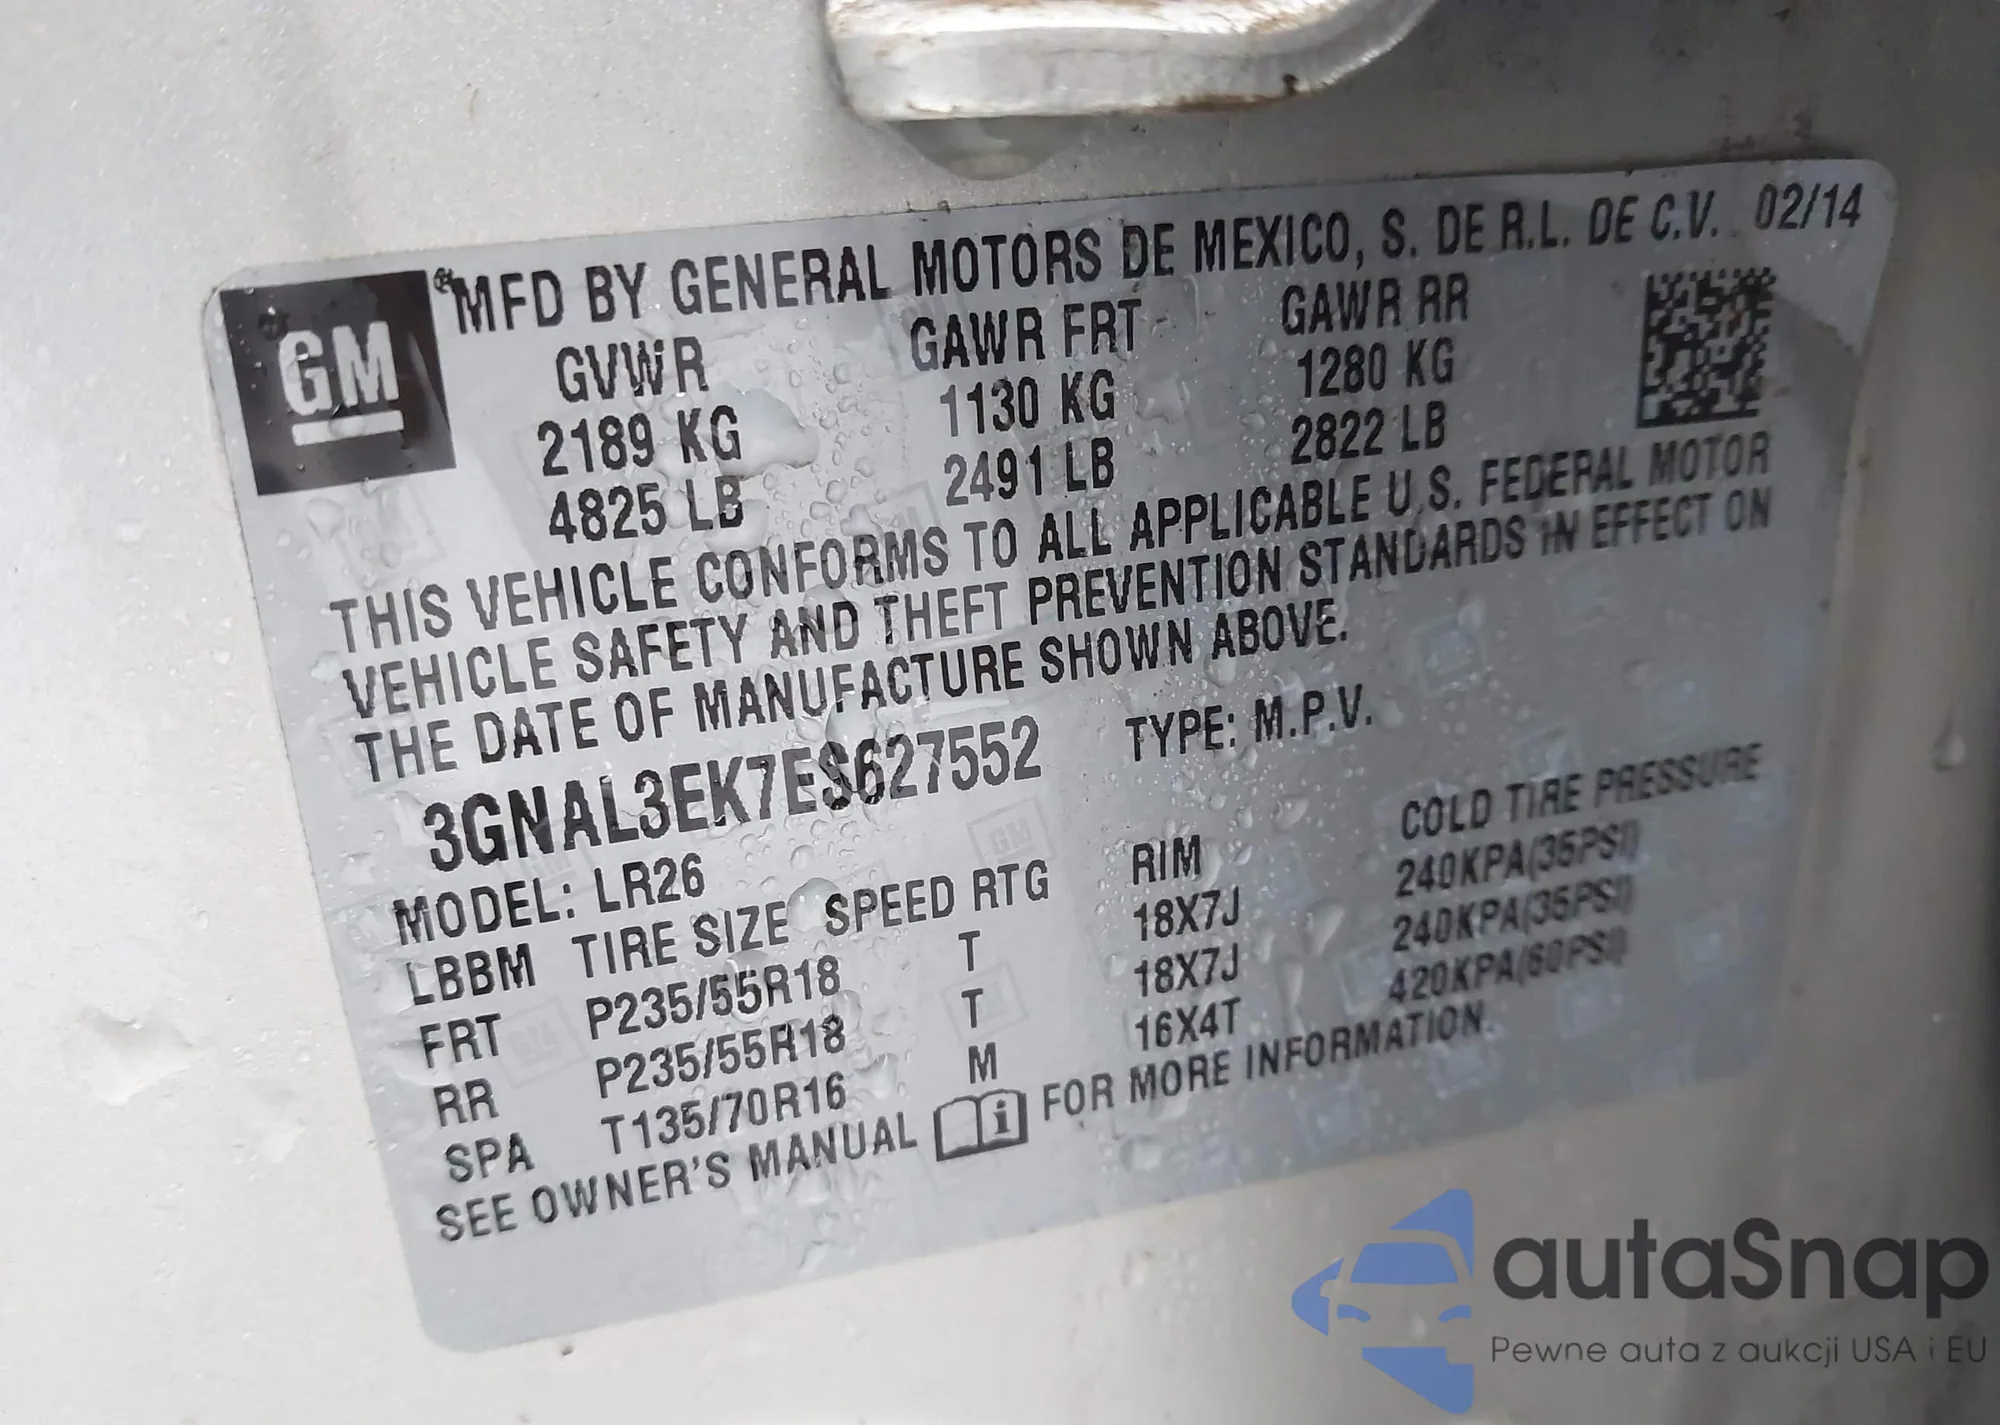 GM
MFD BY GENERAL MOTORS DE MEXICO, S. DE R.L. DE C.V. 02/14
GVWR GAWR FRT GAWR RR
2189 KG 1130 KG 1280 KG
4825 LB 2491 LB 2822 LB
THIS VEHICLE CONFORMS TO ALL APPLICABLE U.S. FEDERAL MOTOR
VEHICLE SAFETY AND THEFT PREVENTION STANDARDS IN EFFECT ON
THE DATE OF MANUFACTURE SHOWN ABOVE.
3GNAL3EK7ES627552 TYPE: M.P.V.
MODEL: LR26
LBBM TIRE SIZE SPEED RTG RIM COLD TIRE PRESSURE
FRT P235/55R18 T 18X7J 240KPA(35PSI)
RR P235/55R18 T 18X7J 240KPA(35PSI)
SPA T135/70R16 M 16X4T 420KPA(60PSI)
SEE OWNER'S MANUAL i FOR MORE INFORMATION.
autaSnap
Pewne auta z aukcji USA i EU